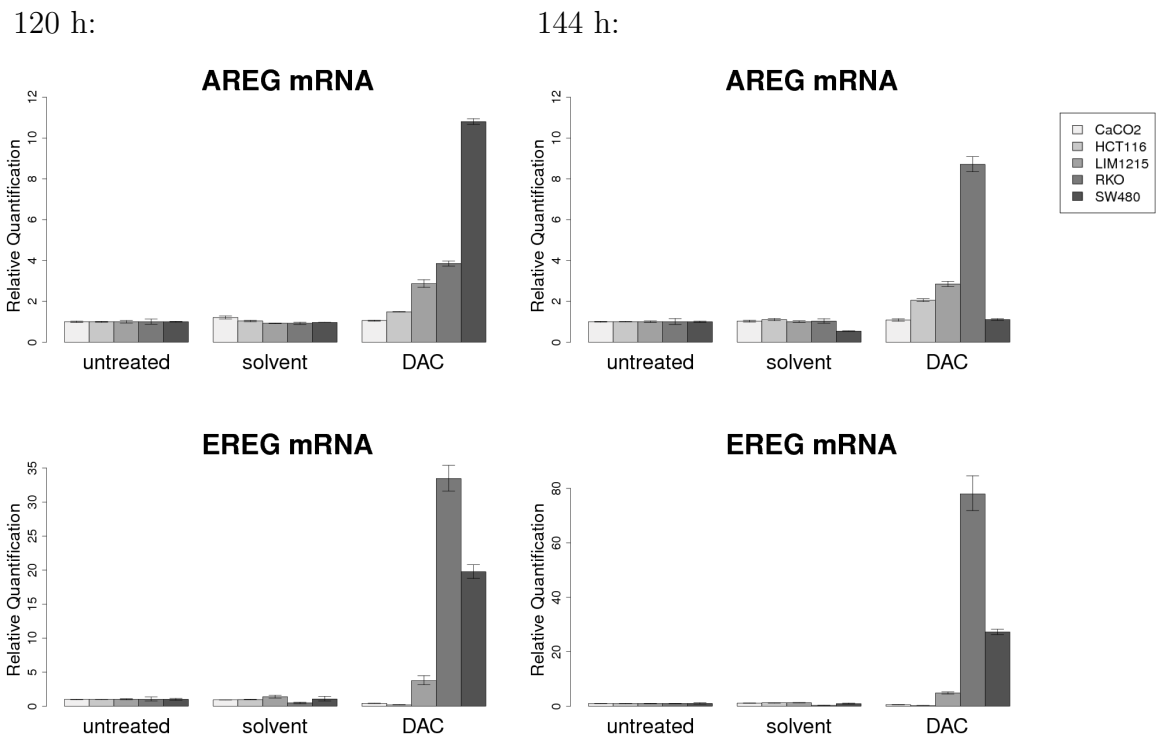 120 h:
144 h:
AREG mRNA
Relative Quantification
0 2 4 6 8 10 12
untreated solvent DAC
AREG mRNA
Relative Quantification
0 2 4 6 8 10 12
untreated solvent DAC
CaCO2
HCT116
LIM1215
RKO
SW480
EREG mRNA
Relative Quantification
0 5 10 15 20 25 30 35
untreated solvent DAC
EREG mRNA
Relative Quantification
0 20 40 60 80
untreated solvent DAC